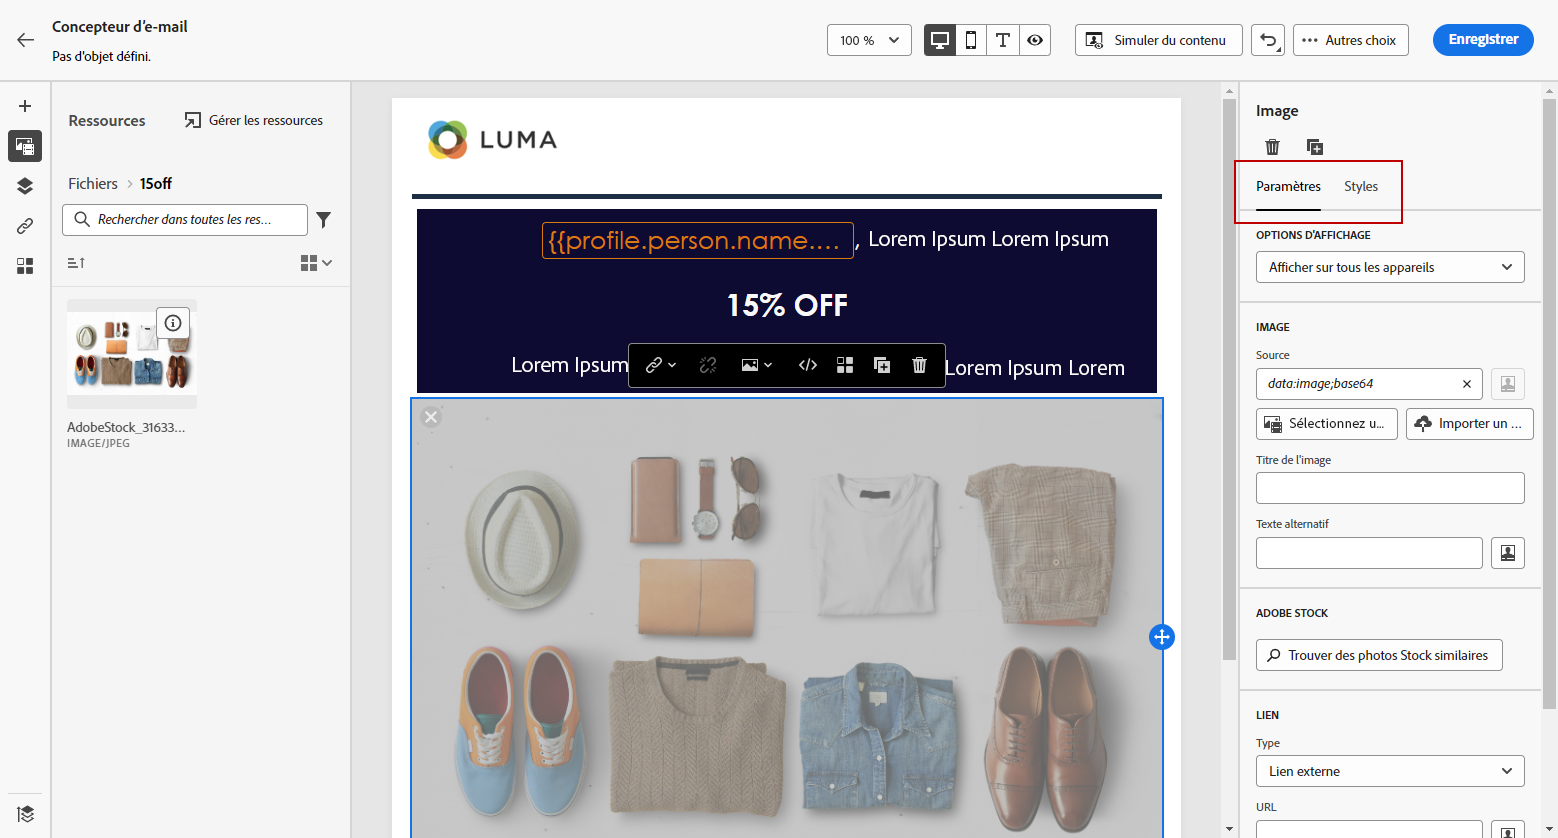 Concepteur d'e-mail
Pas d'objet défini.
100 %
Simuler du contenu
Autres choix
Enregistrer
Ressources
Gérer les ressources
Fichiers > 15off
Rechercher dans toutes les res...
AdobeStock_31633...
IMAGE/JPEG
LUMA
{{profile.person.name.... , Lorem Ipsum Lorem Ipsum
15% OFF
Lorem Ipsum
Lorem Ipsum Lorem
Image
Paramètres
Styles
OPTIONS D'AFFICHAGE
Afficher sur tous les appareils
IMAGE
Source
data:image;base64
Sélectionnez u...
Importer un ...
Titre de l'image
Texte alternatif
ADOBE STOCK
Trouver des photos Stock similaires
LIEN
Type
Lien externe
URL